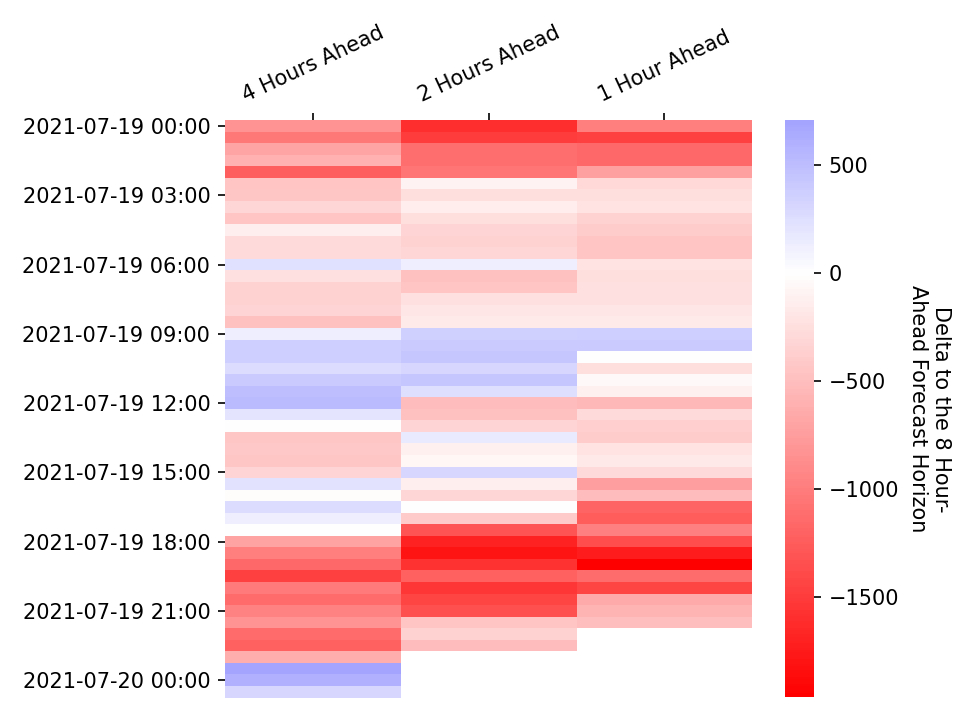 4 Hours Ahead
2 Hours Ahead
1 Hour Ahead
2021-07-19 00:00
2021-07-19 03:00
2021-07-19 06:00
2021-07-19 09:00
2021-07-19 12:00
2021-07-19 15:00
2021-07-19 18:00
2021-07-19 21:00
2021-07-20 00:00
500
0
−500
−1000
−1500
Delta to the 8 Hour-
Ahead Forecast Horizon